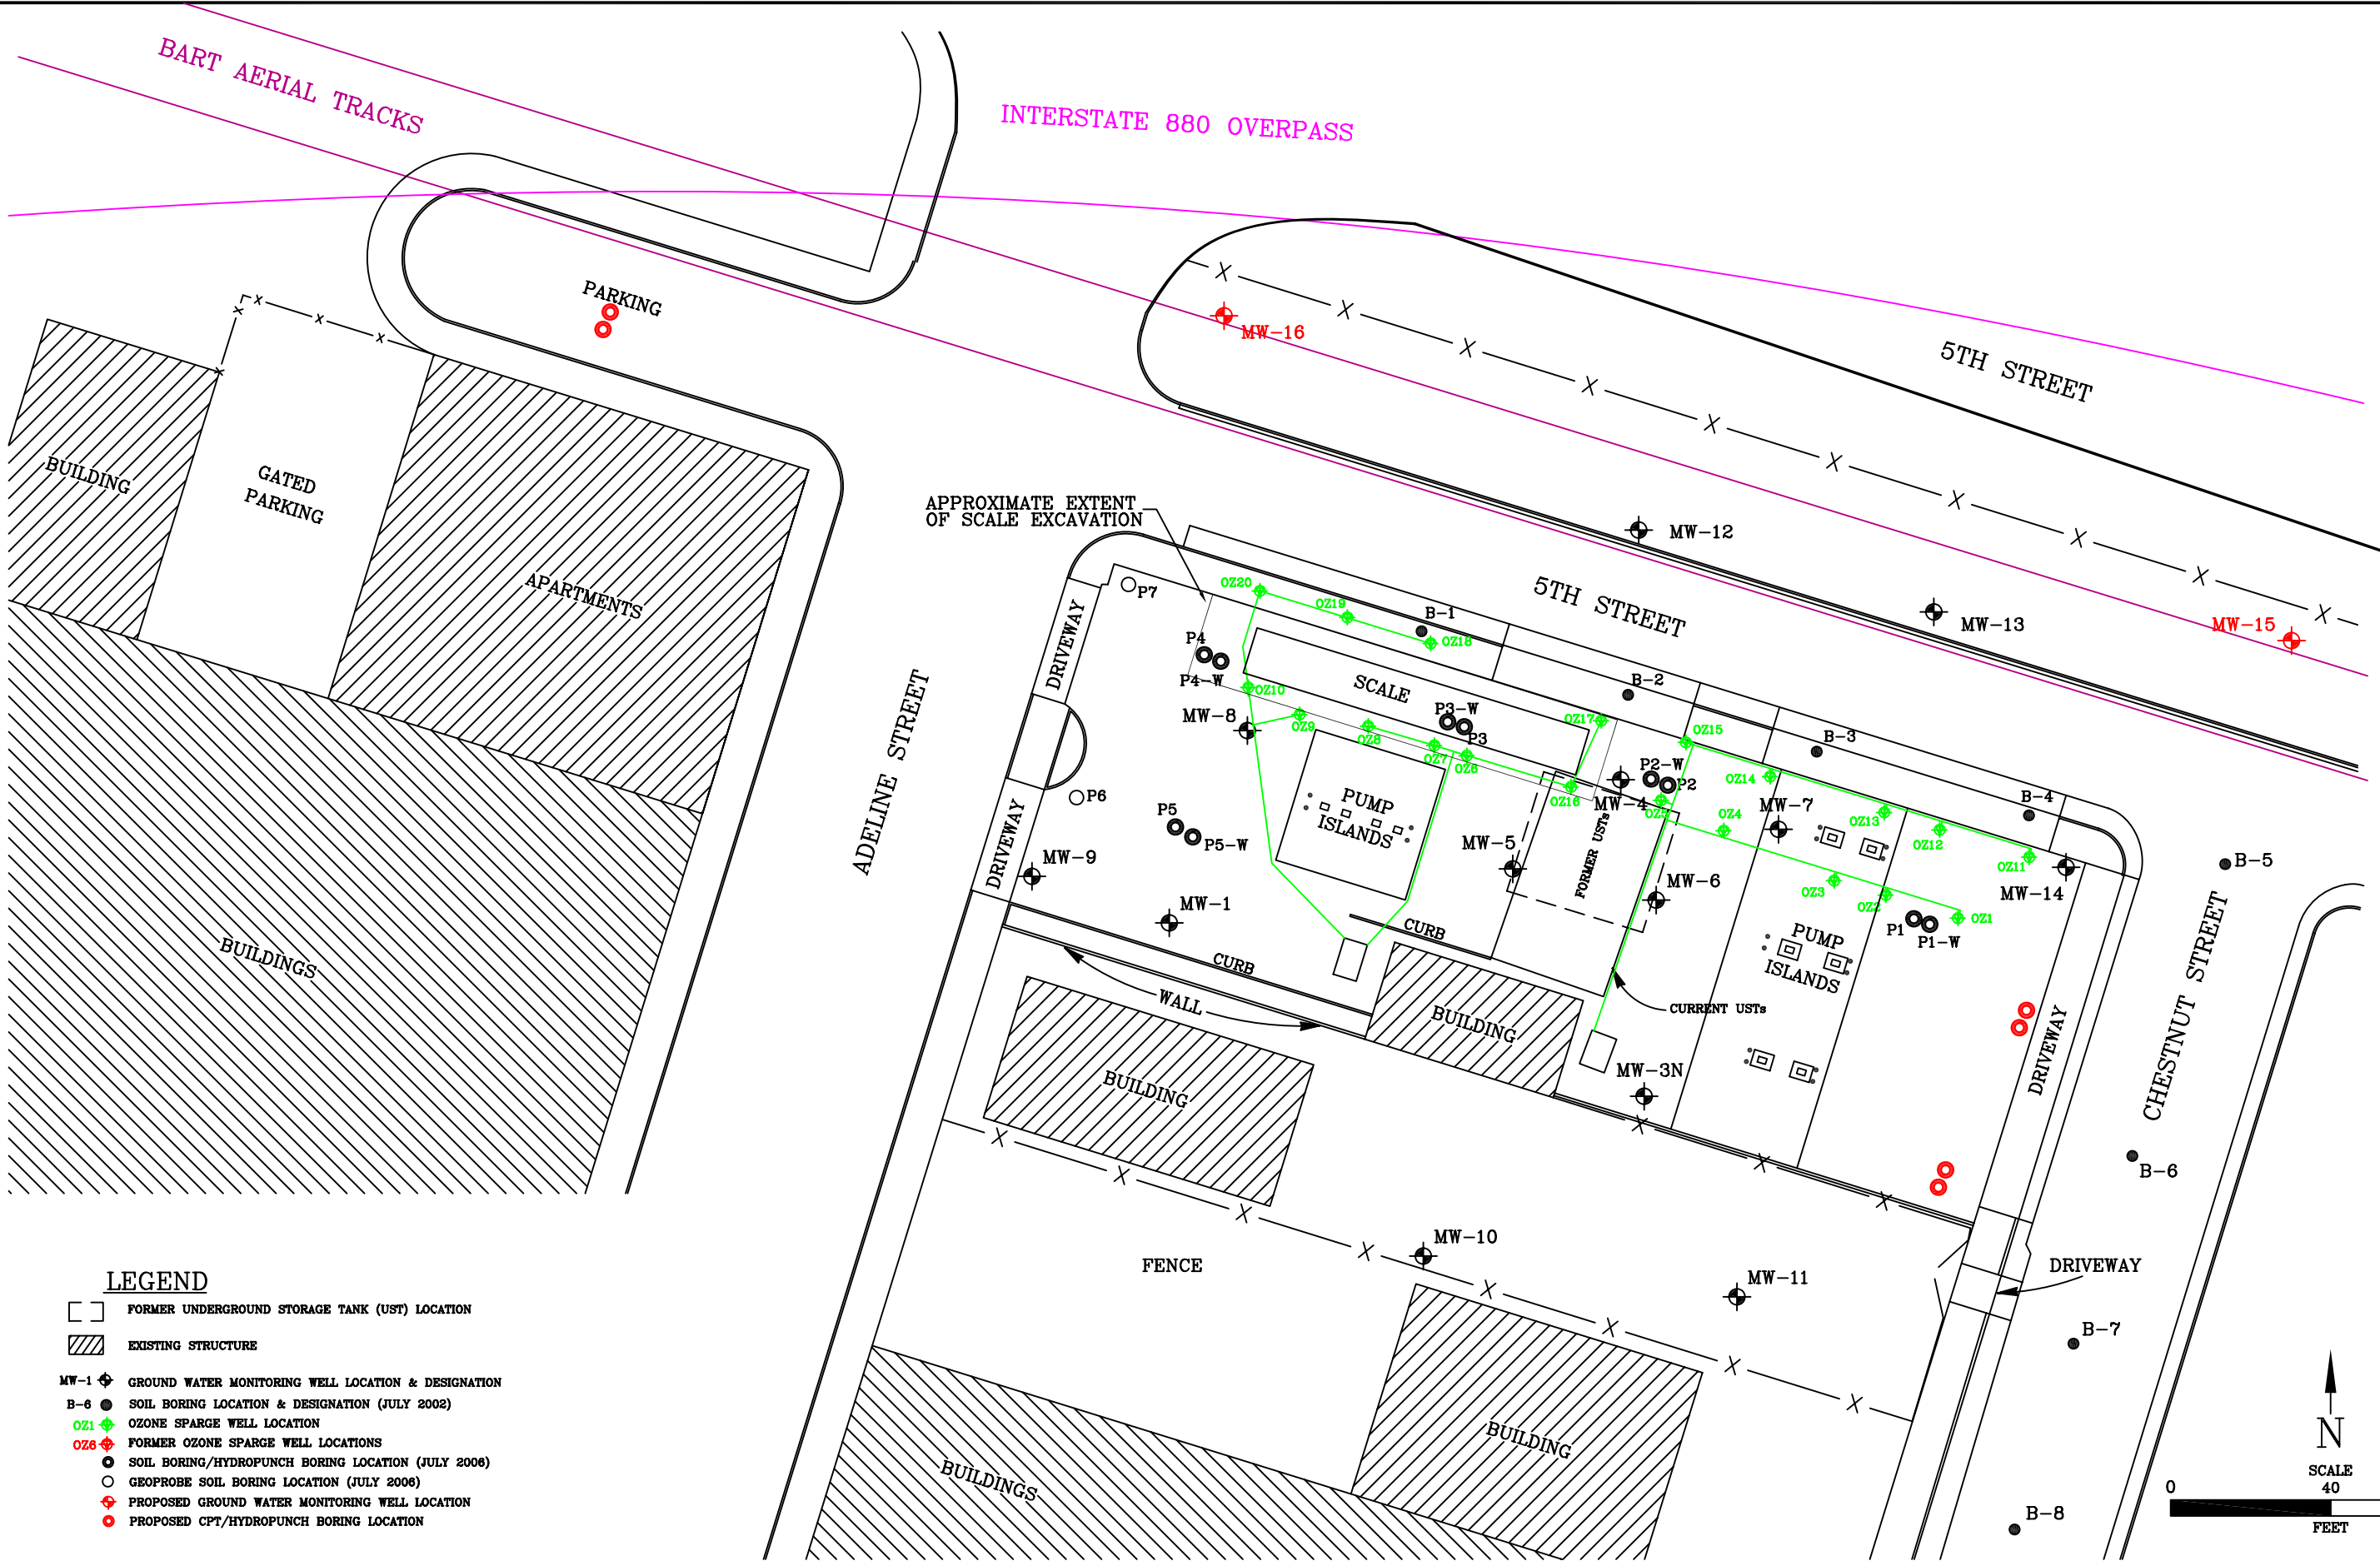 BART AERIAL TRACKS
INTERSTATE 880 OVERPASS
PARKING
MW-16
5TH STREET
BUILDING
GATED
PARKING
APARTMENTS
APPROXIMATE EXTENT
OF SCALE EXCAVATION
MW-12
5TH STREET
MW-13
MW-15
P7
OZ20
OZ19
B-1
OZ18
DRIVEWAY
P4
P4-W
OZ10
SCALE
B-2
MW-8
OZ9
OZ8
P3-W
P3
OZ7
OZ6
OZ17
OZ15
B-3
P2-W
P2
OZ14
OZ16
MW-4
OZ5
OZ4
MW-7
OZ13
OZ12
B-4
OZ11
MW-14
B-5
P6
P5
P5-W
PUMP
ISLANDS
MW-5
FORMER USTs
MW-6
OZ3
OZ2
OZ1
P1
P1-W
ADELINE STREET
DRIVEWAY
MW-9
MW-1
CURB
CURB
PUMP
ISLANDS
CHESTNUT STREET
BUILDINGS
WALL
BUILDING
CURRENT USTs
DRIVEWAY
BUILDING
MW-3N
B-6
FENCE
MW-10
MW-11
DRIVEWAY
B-7
BUILDING
BUILDINGS
B-8
LEGEND
FORMER UNDERGROUND STORAGE TANK (UST) LOCATION
EXISTING STRUCTURE
MW-1 GROUND WATER MONITORING WELL LOCATION & DESIGNATION
B-6 SOIL BORING LOCATION & DESIGNATION (JULY 2002)
OZ1 OZONE SPARGE WELL LOCATION
OZ6 FORMER OZONE SPARGE WELL LOCATIONS
SOIL BORING/HYDROPUNCH BORING LOCATION (JULY 2006)
GEOPROBE SOIL BORING LOCATION (JULY 2006)
PROPOSED GROUND WATER MONITORING WELL LOCATION
PROPOSED CPT/HYDROPUNCH BORING LOCATION
N
SCALE
0 40
FEET